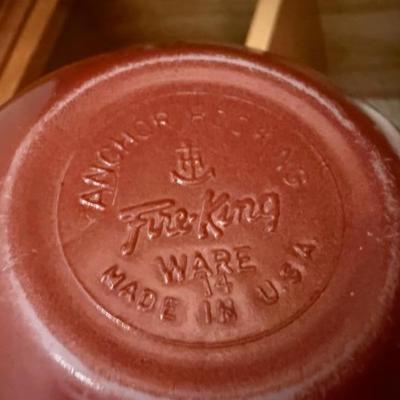 ANCHOR HOCKING
Fire-King
WARE
14
MADE IN U.S.A